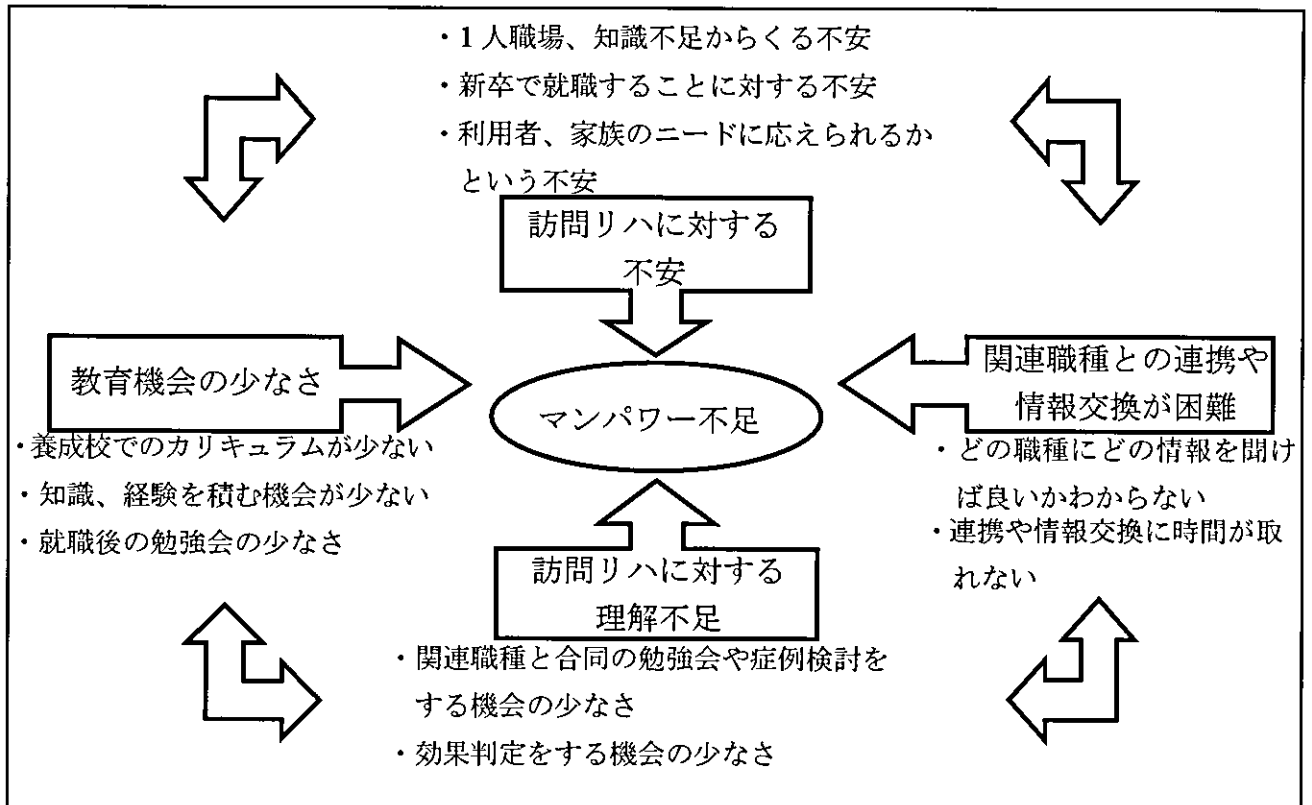 ・1人職場、知識不足からくる不安
・新卒で就職することに対する不安
・利用者、家族のニードに応えられるか
という不安
訪問リハに対する
不安
教育機会の少なさ
・養成校でのカリキュラムが少ない
・知識、経験を積む機会が少ない
・就職後の勉強会の少なさ
マンパワー不足
関連職種との連携や
情報交換が困難
・どの職種にどの情報を聞け
ば良いかわからない
・連携や情報交換に時間が取
れない
訪問リハに対する
理解不足
・関連職種と合同の勉強会や症例検討を
する機会の少なさ
・効果判定をする機会の少なさ